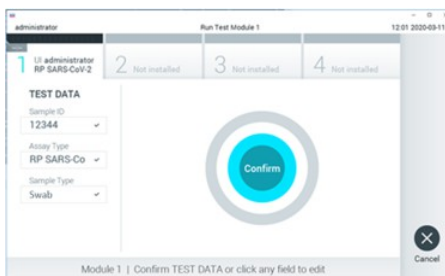 administrator Run Test Module 1 12:01 2020-03-11
1 UI administrator
RP SARS-CoV-2
2 Not installed
3 Not installed
4 Not installed
TEST DATA
Sample ID
12344
Assay Type
RP SARS-Co
Sample Type
Swab
Confirm
Cancel
Module 1 | Confirm TEST DATA or click any field to edit